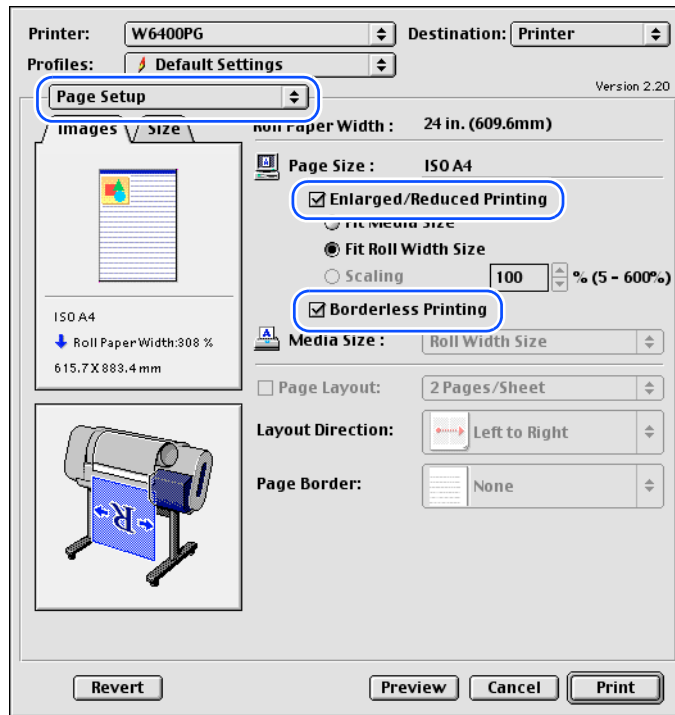 Printer: W6400PG Destination: Printer
Profiles: Default Settings
Version 2.20
Page Setup
Images Size Roll Paper Width : 24 in. (609.6mm)
Page Size : ISO A4
Enlarged/Reduced Printing
Fit Media Size
Fit Roll Width Size
Scaling 100 % (5 - 600%)
Borderless Printing
ISO A4
Roll Paper Width:308 %
615.7X883.4 mm
Media Size : Roll Width Size
Page Layout: 2 Pages/Sheet
Layout Direction: Left to Right
Page Border: None
R
Revert Preview Cancel Print